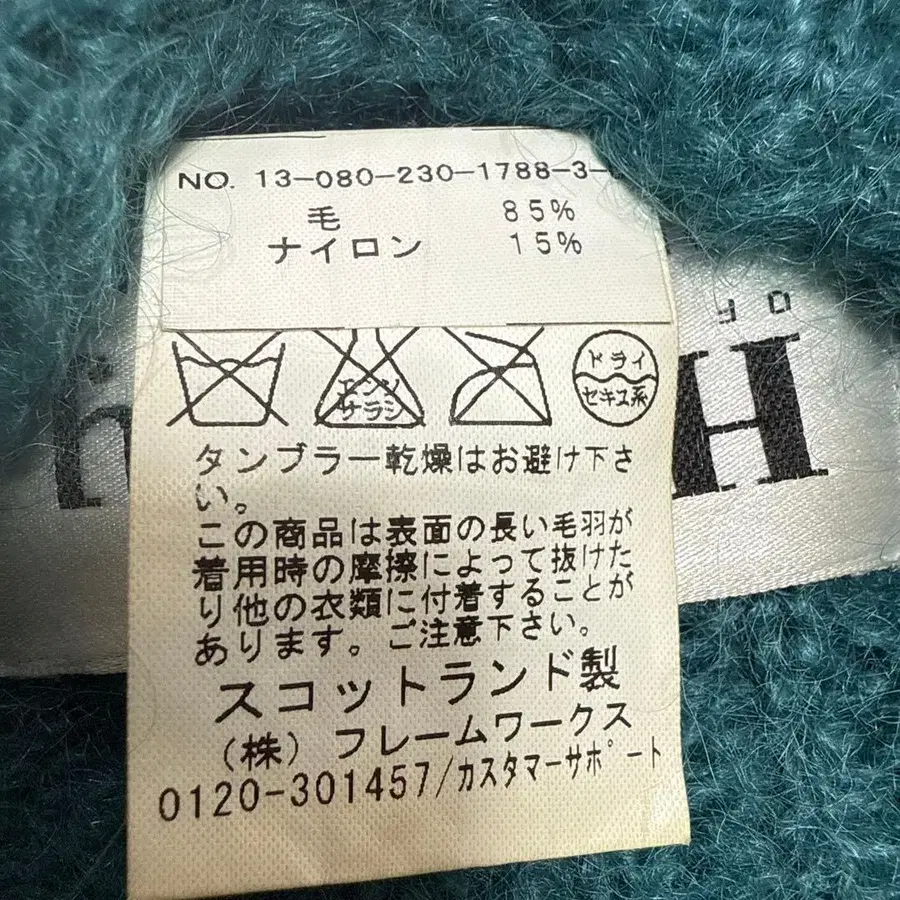 NO. 13-080-230-1788-3-
毛 85%
ナイロン 15%
エンソ
サラシ
ドライ
セキユ系
タンブラー乾燥はお避け下さ
い。
この商品は表面の長い毛羽が
着用時の摩擦によって抜けた
り他の衣類に付着することが
あります。ご注意下さい。
スコットランド製
(株) フレームワークス
0120-301457/カスタマーサポート
OF
H